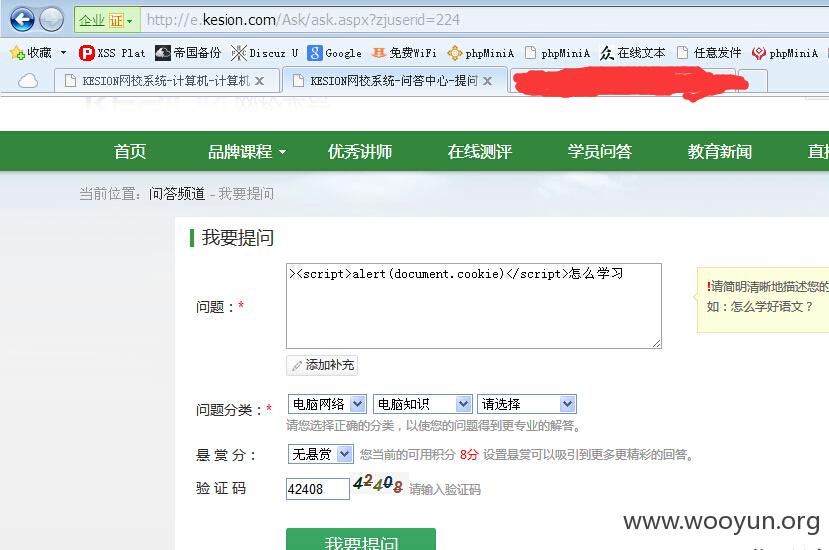 企业 证 http://e.kesion.com/Ask/ask.aspx?zjuserid=224
收藏 XSS Plat 帝国备份 Discuz U Google 免费WiFi phpMiniA phpMiniA 在线文本 任意发件 phpMiniA
KESION网校系统-计算机-计算机 KESION网校系统-问答中心-提问
首页 品牌课程 优秀讲师 在线测评 学员问答 教育新闻 直播
当前位置：问答频道 - 我要提问
我要提问
><script>alert(document.cookie)</script>怎么学习
问题：*
!请简明清晰地描述您的
如：怎么学好语文？
添加补充
问题分类：* 电脑网络 电脑知识 请选择
请您选择正确的分类，以使您的问题得到更专业的解答。
悬 赏 分： 无悬赏 您当前的可用积分 8分 设置悬赏可以吸引到更多更精彩的回答。
验 证 码 42408 42408 请输入验证码
www.wooyun.org
我要提问